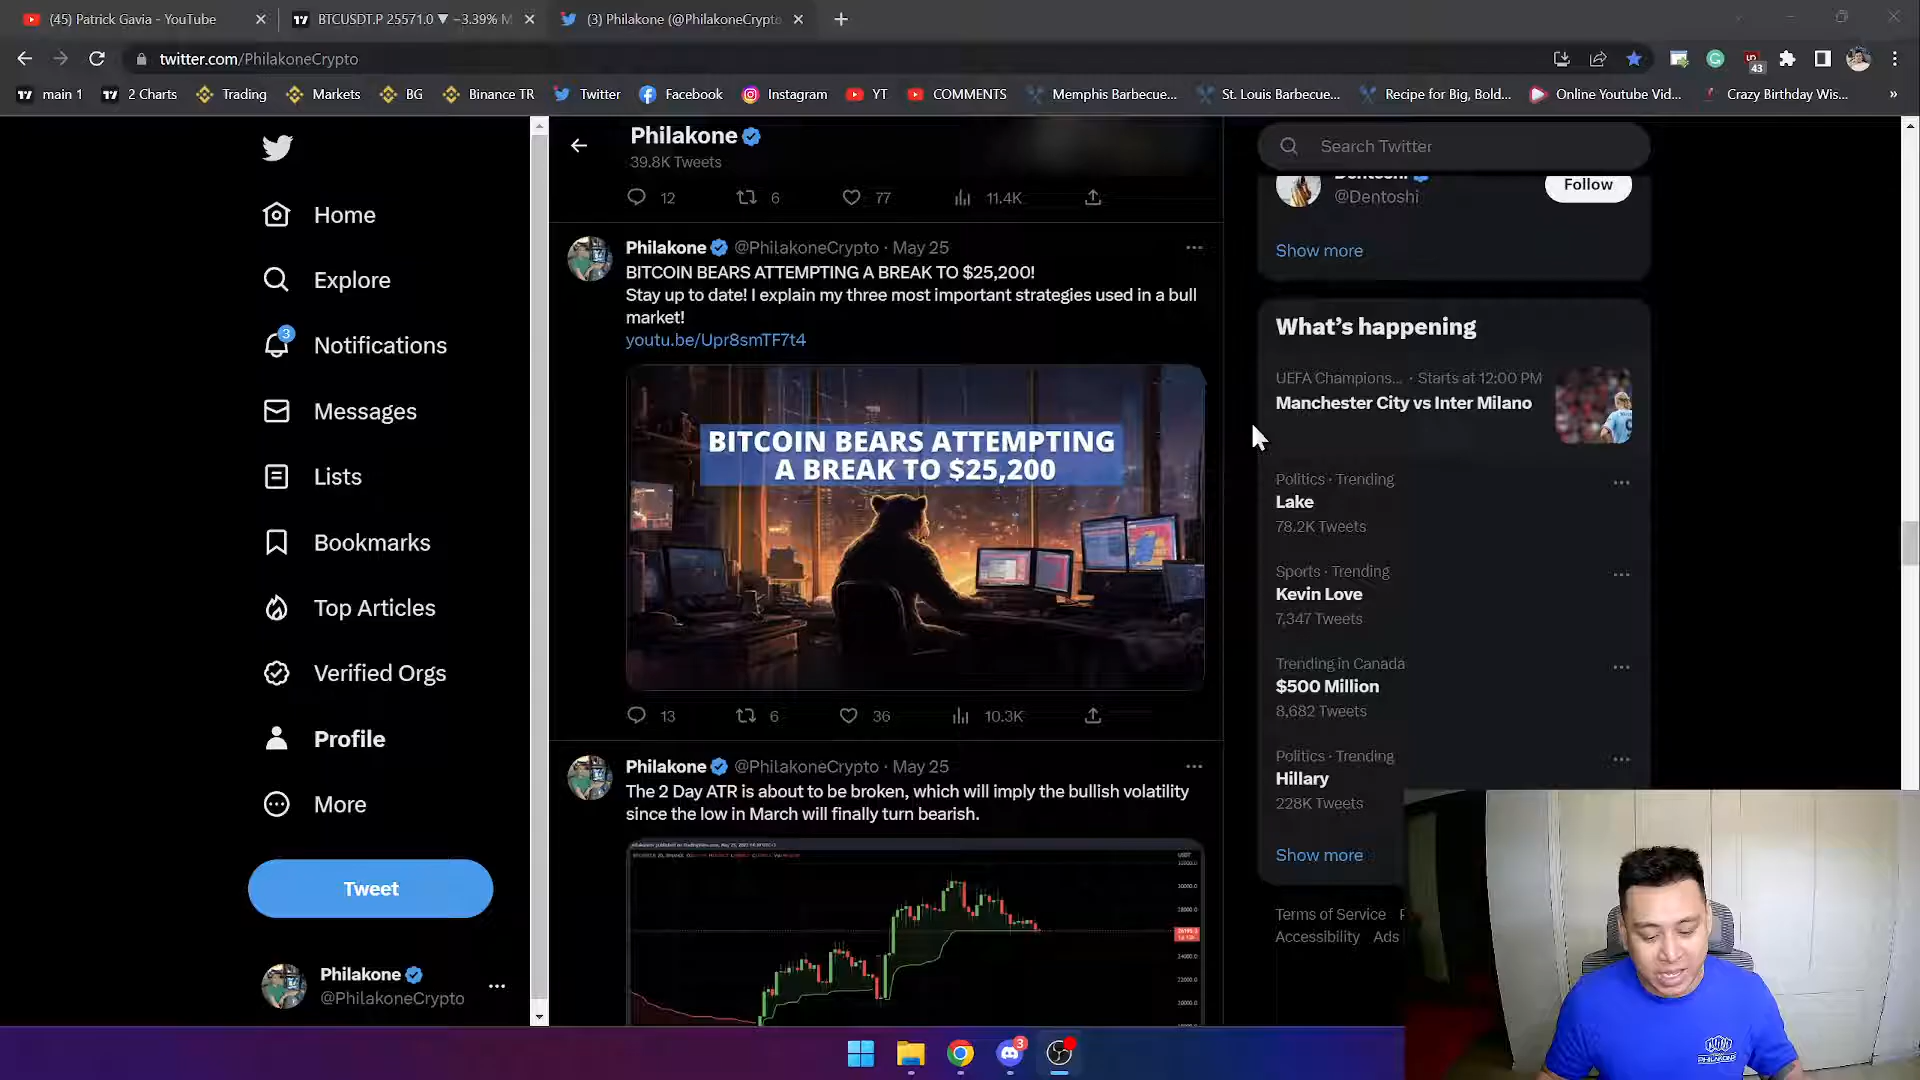 (45) Patrick Gavia - YouTube
BTCUSDT.P 25571.0 ▼ −3.39% M
(3) Philakone (@PhilakoneCrypto
twitter.com/PhilakoneCrypto
43
main 1
2 Charts
Trading
Markets
BG
Binance TR
Twitter
Facebook
Instagram
YT
COMMENTS
Memphis Barbecue...
St. Louis Barbecue...
Recipe for Big, Bold...
Online Youtube Vid...
Crazy Birthday Wis...
»
Home
Explore
3
Notifications
Messages
Lists
Bookmarks
Top Articles
Verified Orgs
Profile
More
Tweet
Philakone
@PhilakoneCrypto
Philakone
39.8K Tweets
12 6 77 11.4K
Philakone @PhilakoneCrypto · May 25
BITCOIN BEARS ATTEMPTING A BREAK TO $25,200!
Stay up to date! I explain my three most important strategies used in a bull
market!
youtu.be/Upr8smTF7t4
BITCOIN BEARS ATTEMPTING
A BREAK TO $25,200
13 6 36 10.3K
Philakone @PhilakoneCrypto · May 25
The 2 Day ATR is about to be broken, which will imply the bullish volatility
since the low in March will finally turn bearish.
Search Twitter
Dentoshi
@Dentoshi
Follow
Show more
What's happening
UEFA Champions... · Starts at 12:00 PM
Manchester City vs Inter Milano
Politics · Trending
Lake
78.2K Tweets
Sports · Trending
Kevin Love
7,347 Tweets
Trending in Canada
$500 Million
8,682 Tweets
Politics · Trending
Hillary
228K Tweets
Show more
Terms of Service
Accessibility Ads
3
PHILAKONE